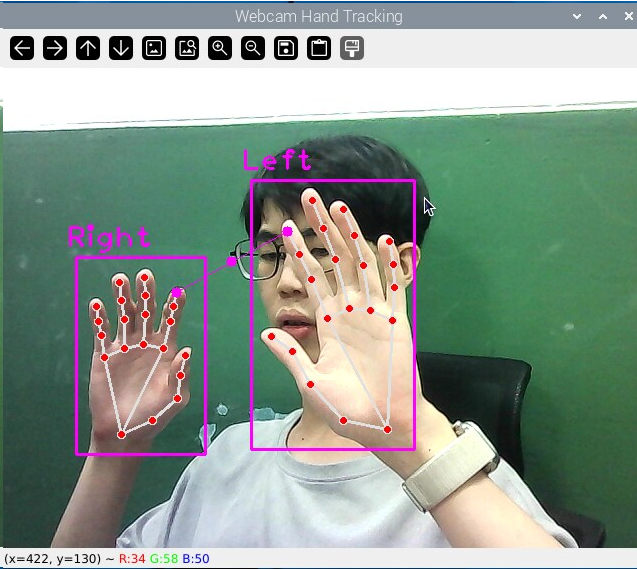 Webcam Hand Tracking
Left
Right
(x=422, y=130) ~ R:34 G:58 B:50